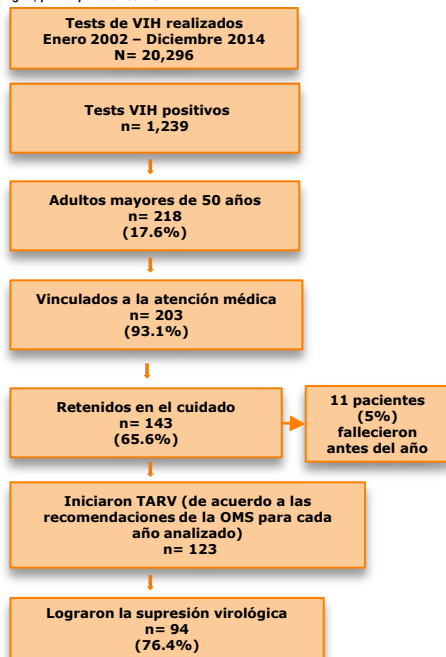 Tests de VIH realizados
Enero 2002 – Diciembre 2014
N= 20,296
Tests VIH positivos
n= 1,239
Adultos mayores de 50 años
n= 218
(17.6%)
Vinculados a la atención médica
n= 203
(93.1%)
Retenidos en el cuidado
n= 143
(65.6%)
11 pacientes
(5%)
fallecieron
antes del año
Iniciaron TARV (de acuerdo a las
recomendaciones de la OMS para cada
año analizado)
n= 123
Lograron la supresión virológica
n= 94
(76.4%)